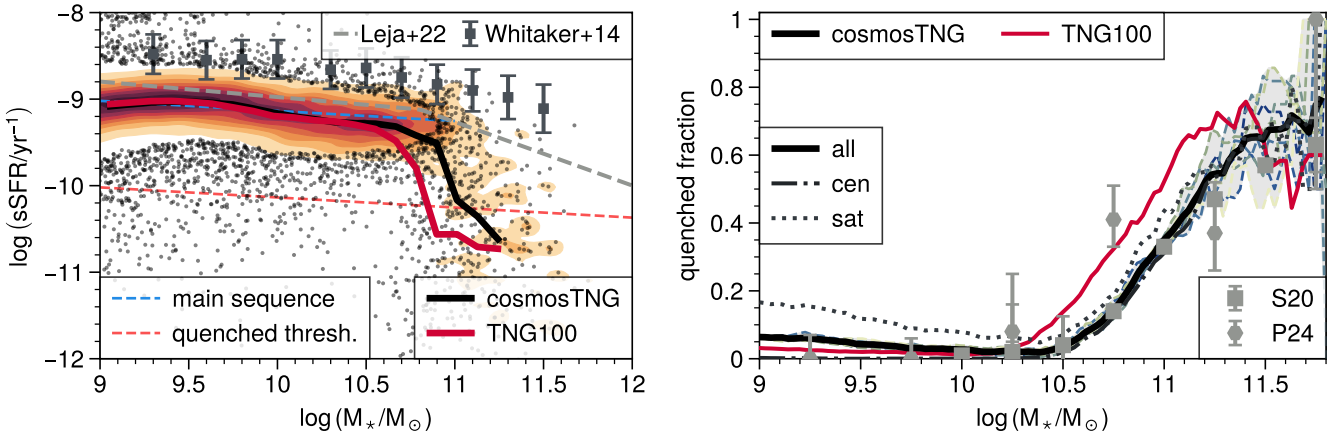 −8
−9
−10
−11
−12
log (sSFR/yr⁻¹)
Leja+22
Whitaker+14
main sequence
quenched thresh.
cosmosTNG
TNG100
9
9.5
10
10.5
11
11.5
12
log (M∗/M⊙)
1
0.8
0.6
0.4
0.2
0
quenched fraction
cosmosTNG
TNG100
all
cen
sat
S20
P24
9
9.5
10
10.5
11
11.5
log (M∗/M⊙)